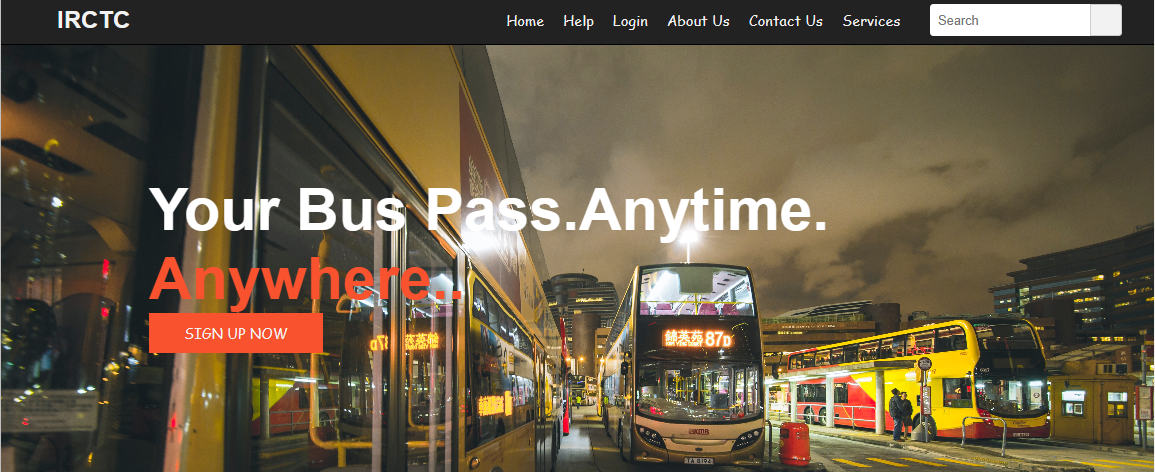 IRCTC
Home Help Login About Us Contact Us Services Search
Your Bus Pass.Anytime.
Anywhere..
SIGN UP NOW
87D